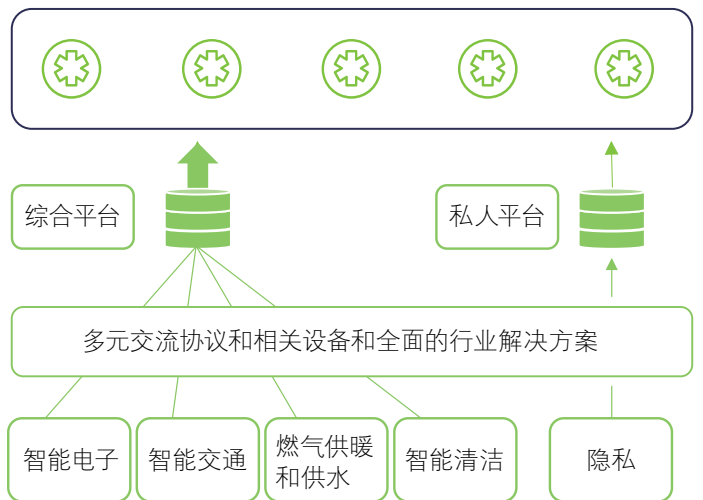 综合平台
私人平台
多元交流协议和相关设备和全面的行业解决方案
智能电子
智能交通
燃气供暖
和供水
智能清洁
隐私